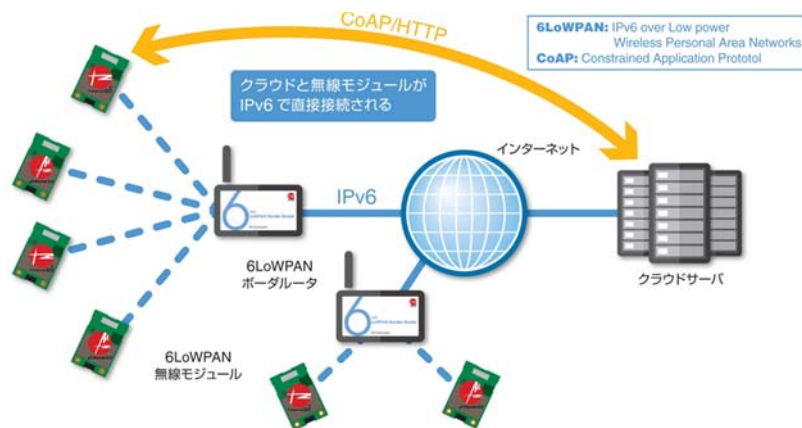 CoAP/HTTP
6LoWPAN: IPv6 over Low power
Wireless Personal Area Networks
CoAP: Constrained Application Prototol
クラウドと無線モジュールが
IPv6 で直接接続される
インターネット
IPv6
6
6LoWPAN
ボーダルータ
クラウドサーバ
6
6LoWPAN
無線モジュール